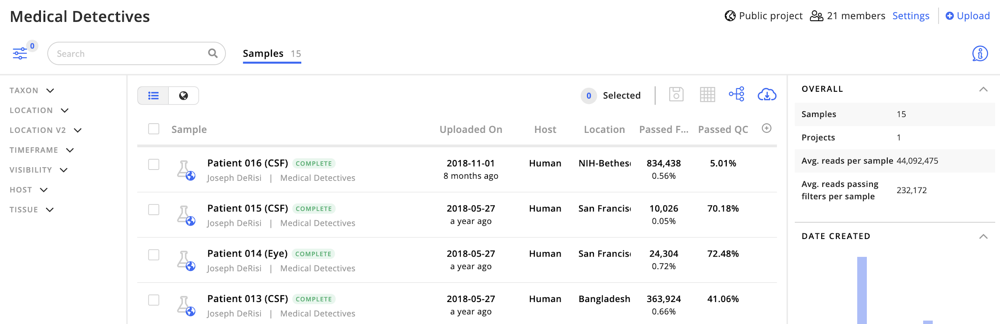 Medical Detectives
Public project 21 members Settings Upload
0
Search
Samples 15
TAXON
LOCATION
LOCATION V2
TIMEFRAME
VISIBILITY
HOST
TISSUE
0 Selected
Sample Uploaded On Host Location Passed F... Passed QC
Patient 016 (CSF) COMPLETE 2018-11-01 Human NIH-Bethes 834,438 5.01%
Joseph DeRisi | Medical Detectives 8 months ago 0.56%
Patient 015 (CSF) COMPLETE 2018-05-27 Human San Francis 10,026 70.18%
Joseph DeRisi | Medical Detectives a year ago 0.05%
Patient 014 (Eye) COMPLETE 2018-05-27 Human San Francis 24,304 72.48%
Joseph DeRisi | Medical Detectives a year ago 0.72%
Patient 013 (CSF) COMPLETE 2018-05-27 Human Bangladesh 363,924 41.06%
Joseph DeRisi | Medical Detectives a year ago 0.66%
OVERALL
Samples 15
Projects 1
Avg. reads per sample 44,092,475
Avg. reads passing
filters per sample 232,172
DATE CREATED